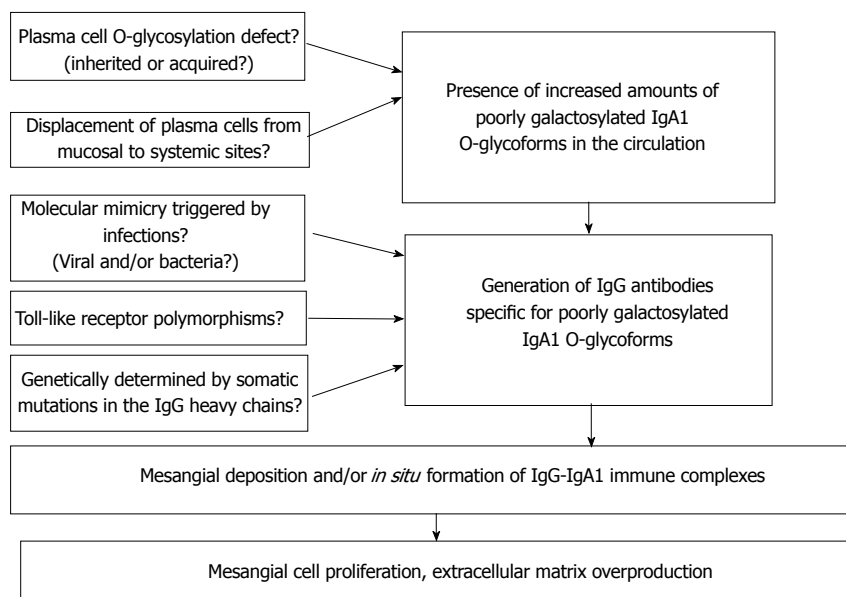 Plasma cell O-glycosylation defect?
(inherited or acquired?)
Presence of increased amounts of
poorly galactosylated IgA1
O-glycoforms in the circulation
Displacement of plasma cells from
mucosal to systemic sites?
Molecular mimicry triggered by
infections?
(Viral and/or bacteria?)
Generation of IgG antibodies
specific for poorly galactosylated
IgA1 O-glycoforms
Toll-like receptor polymorphisms?
Genetically determined by somatic
mutations in the IgG heavy chains?
Mesangial deposition and/or in situ formation of IgG-IgA1 immune complexes
Mesangial cell proliferation, extracellular matrix overproduction